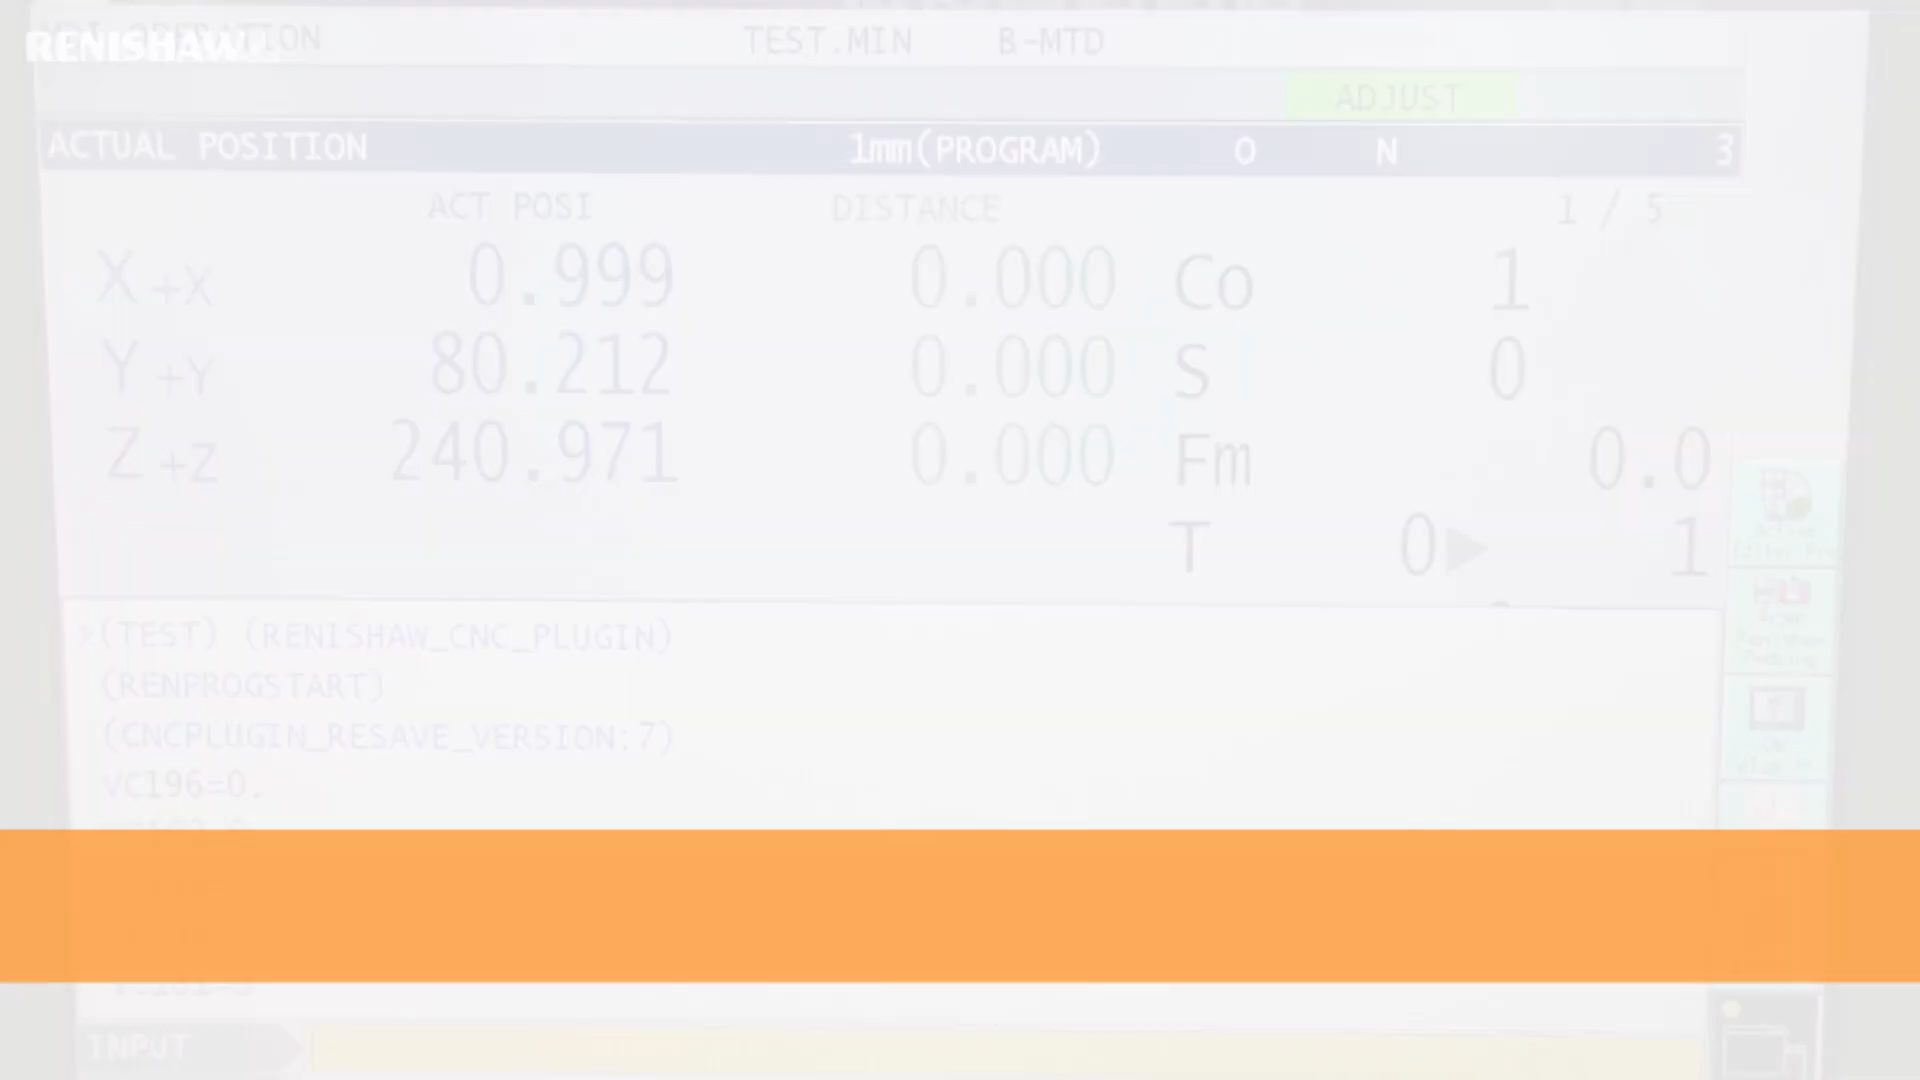 RENISHAW
OPERATION TEST.MIN B-MTD
ADJUST
ACTUAL POSITION 1mm(PROGRAM) O N 3
ACT POSI DISTANCE 1 / 5
X +X 0.999 0.000 Co 1
Y +Y 80.212 0.000 S 0
Z +Z 240.971 0.000 Fm 0.0
T 0▶ 1
(TEST) (RENISHAW_CNC_PLUGIN)
(RENPROGSTART)
(CNCPLUGIN_RESAVE_VERSION:7)
VC196=0.
INPUT